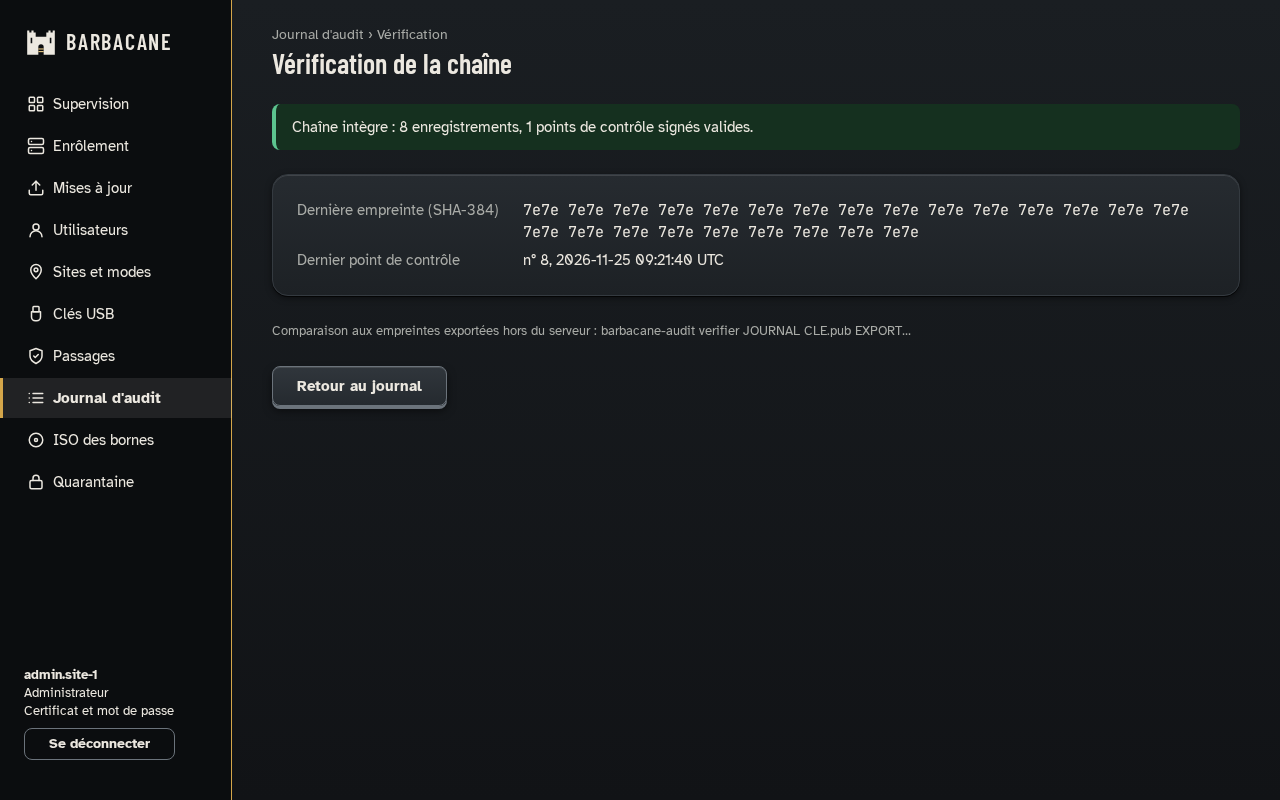 BARBACANE
Supervision
Enrôlement
Mises à jour
Utilisateurs
Sites et modes
Clés USB
Passages
Journal d'audit
ISO des bornes
Quarantaine
admin.site-1
Administrateur
Certificat et mot de passe
Se déconnecter
Journal d'audit › Vérification
Vérification de la chaîne
Chaîne intègre : 8 enregistrements, 1 points de contrôle signés valides.
Dernière empreinte (SHA-384) 7e7e 7e7e 7e7e 7e7e 7e7e 7e7e 7e7e 7e7e 7e7e 7e7e 7e7e 7e7e 7e7e 7e7e 7e7e
7e7e 7e7e 7e7e 7e7e 7e7e 7e7e 7e7e 7e7e 7e7e
Dernier point de contrôle n° 8, 2026-11-25 09:21:40 UTC
Comparaison aux empreintes exportées hors du serveur : barbacane-audit verifier JOURNAL CLE.pub EXPORT...
Retour au journal